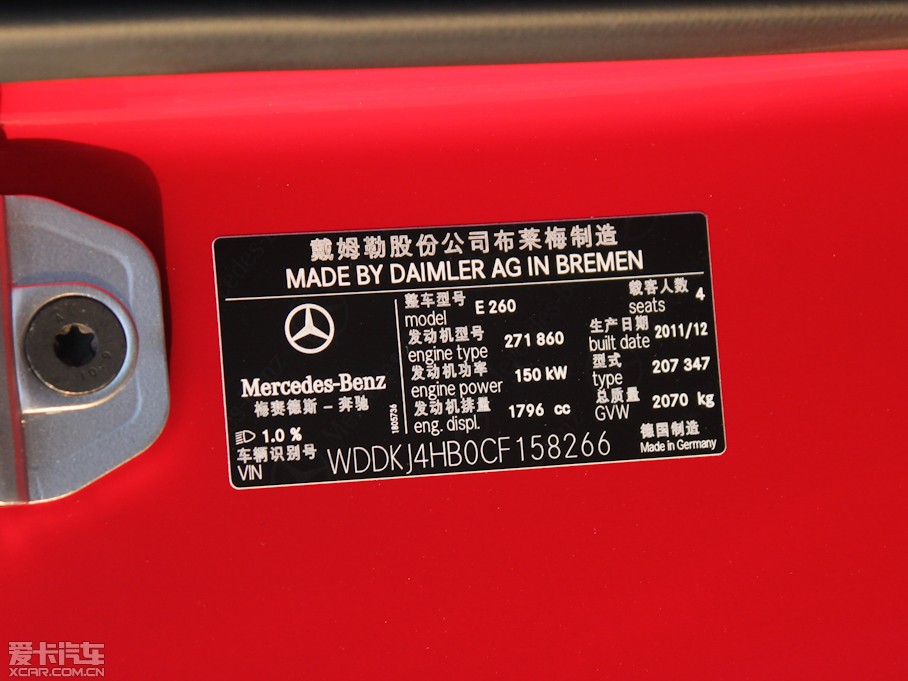 戴姆勒股份公司布莱梅制造
MADE BY DAIMLER AG IN BREMEN
Mercedes-Benz
梅赛德斯-奔驰
1.0 %
1805736
整车型号
model E 260
载客人数
seats 4
发动机型号
engine type 271 860
生产日期
built date 2011/12
发动机功率
engine power 150 kW
型式
type 207 347
发动机排量
eng. displ. 1796 cc
总质量
GVW 2070 kg
车辆识别号
VIN WDDKJ4HB0CF158266
德国制造
Made in Germany
爱卡汽车
XCAR.COM.CN